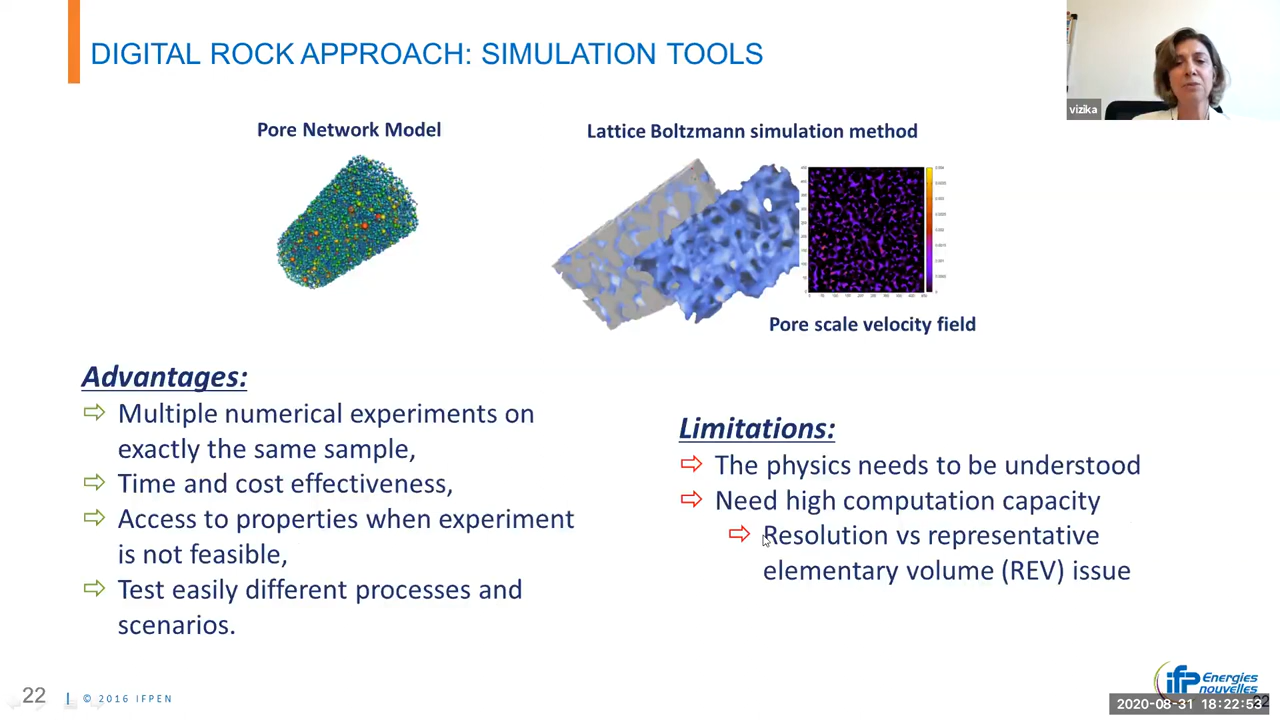 DIGITAL ROCK APPROACH: SIMULATION TOOLS
vizika
Pore Network Model
Lattice Boltzmann simulation method
Pore scale velocity field
Advantages:
⇨ Multiple numerical experiments on
exactly the same sample,
⇨ Time and cost effectiveness,
⇨ Access to properties when experiment
is not feasible,
⇨ Test easily different processes and
scenarios.
Limitations:
⇨ The physics needs to be understood
⇨ Need high computation capacity
⇨ Resolution vs representative
elementary volume (REV) issue
22 | © 2016 IFPEN
ifp Energies
nouvelles
2020-08-31 18:22:53
22